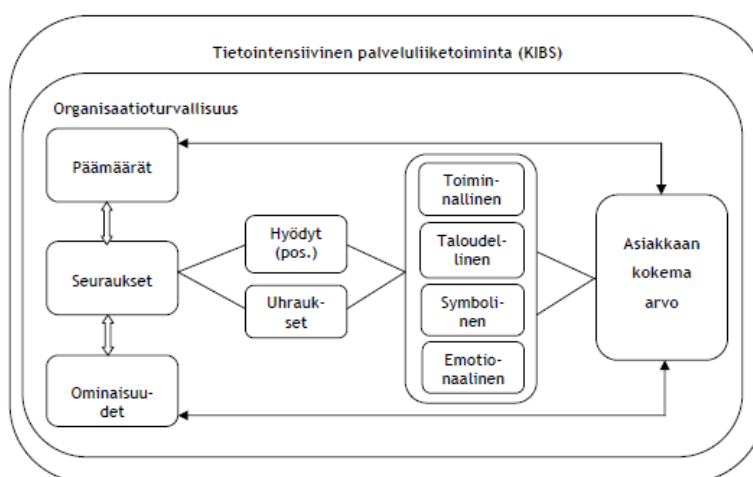 Tietointensiivinen palveluliiketoiminta (KIBS)
Organisaatioturvallisuus
Päämäärät
Seuraukset
Ominaisuu-
det
Hyödyt
(pos.)
Uhrauk-
set
Toimin-
nallinen
Taloudel-
linen
Symboli-
nen
Emotio-
naalinen
Asiakkaan
kokema
arvo